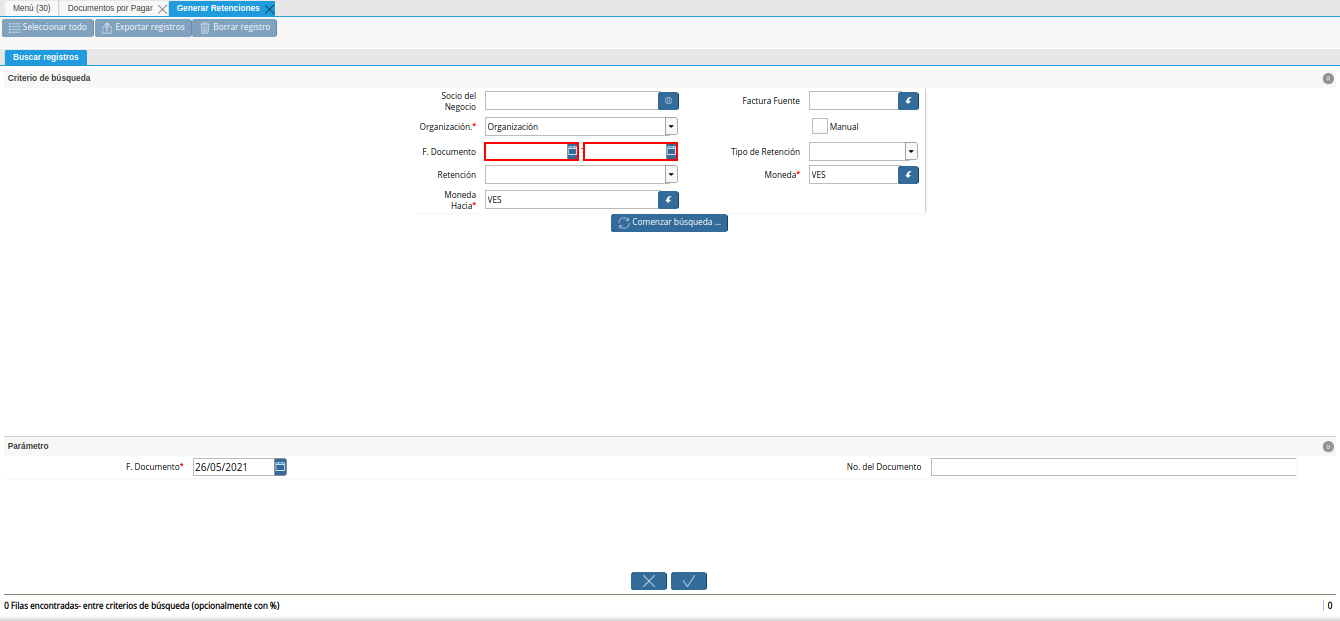 Menú (30) Documentos por Pagar Generar Retenciones
Seleccionar todo Exportar registros Borrar registro
Buscar registros
Criterio de búsqueda
Socio del Negocio Factura Fuente
Organización.* Organización Manual
F. Documento - Tipo de Retención
Retención Moneda* VES
Moneda Hacia* VES
Comenzar búsqueda ...
Parámetro
F. Documento* 26/05/2021 No. del Documento
0 Filas encontradas- entre criterios de búsqueda (opcionalmente con %) 0